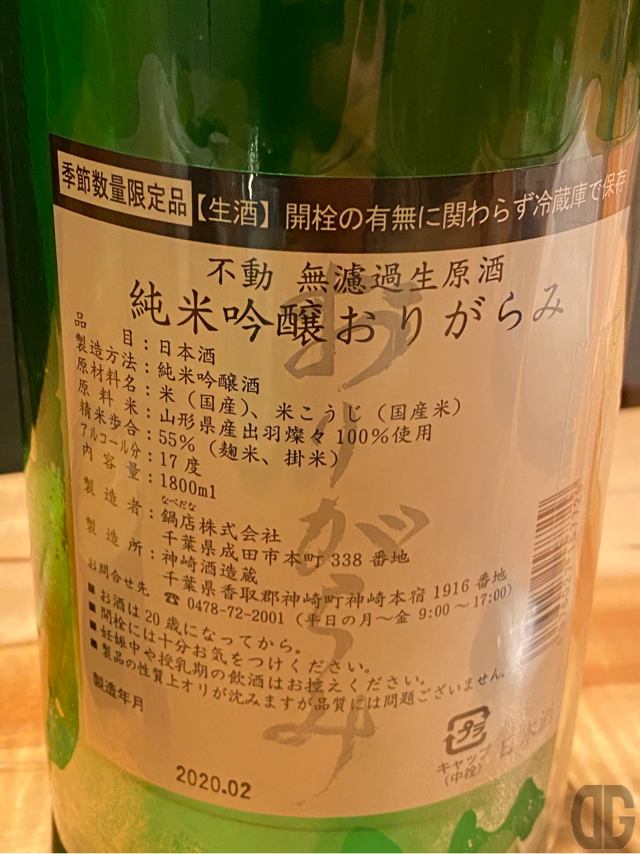 季節数量限定品 【生酒】 開栓の有無に関わらず冷蔵庫で保存
不動 無濾過生原酒
純米吟醸おりがらみ
おりがらみ
品目：日本酒
製造方法：純米吟醸酒
原材料名：米（国産）、米こうじ（国産米）
原料米：山形県産出羽燦々100％使用
精米歩合：55％（麹米、掛米）
アルコール分：17度
内容量：1800ml
なべだな
製造者：鍋店株式会社
千葉県成田市本町338番地
製造所：神崎酒造蔵
千葉県香取郡神崎町神崎本宿1916番地
お問合せ先 ☎0478-72-2001（平日の月～金 9:00～17:00）
■お酒は20歳になってから。
■開栓には十分お気をつけください。
■妊娠中や授乳期の飲酒はお控えください。
■製品の性質上オリが沈みますが品質には問題ございません。
製造年月
2020.02
プラ
キャップ
（中栓）
日本酒
DG